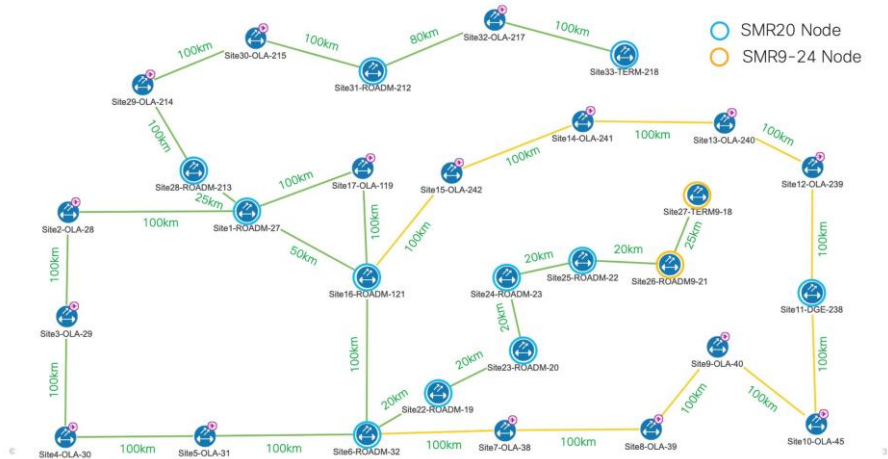 Site32-OLA-217
100km
SMR20 Node
SMR9-24 Node
100km
Site30-OLA-215
100km
80km
Site31-ROADM-212
Site33-TERM-218
Site29-OLA-214
100km
Site14-OLA-241
100km
Site13-OLA-240
100km
100km
Site28-ROADM-213
25km
100km
Site17-OLA-119
Site15-OLA-242
Site12-OLA-239
Site2-OLA-28
100km
Site1-ROADM-27
100km
100km
Site27-TERM9-18
100km
50km
25km
100km
Site16-ROADM-121
20km
Site25-ROADM-22
20km
Site26-ROADM9-21
Site24-ROADM-23
Site11-DGE-238
Site3-OLA-29
100km
20km
Site23-ROADM-20
Site9-OLA-40
100km
100km
20km
Site22-ROADM-19
20km
100km
100km
Site4-OLA-30
100km
Site5-OLA-31
100km
Site6-ROADM-32
100km
Site7-OLA-38
100km
Site8-OLA-39
Site10-OLA-45
©
3